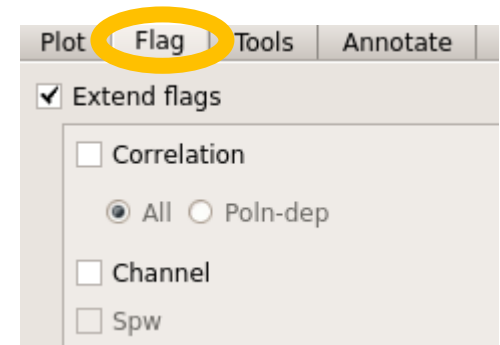 Plot Flag Tools Annotate
Extend flags
Correlation
All Poln-dep
Channel
Spw